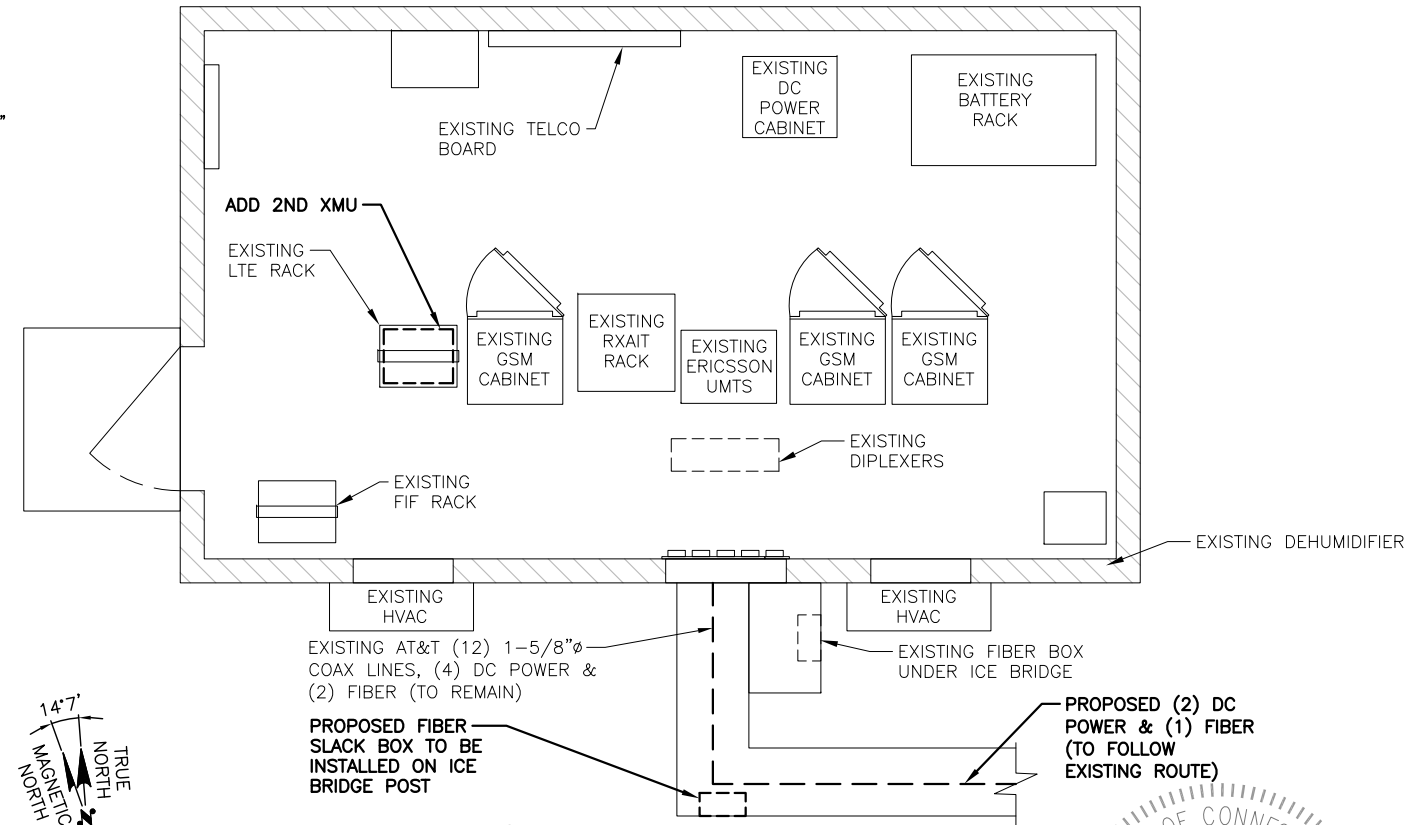 "
EXISTING
DC
POWER
CABINET
EXISTING
BATTERY
RACK
EXISTING TELCO
BOARD
ADD 2ND XMU
EXISTING
LTE RACK
EXISTING
GSM
CABINET
EXISTING
RXAIT
RACK
EXISTING
ERICSSON
UMTS
EXISTING
GSM
CABINET
EXISTING
GSM
CABINET
EXISTING
DIPLEXERS
EXISTING
FIF RACK
EXISTING DEHUMIDIFIER
EXISTING
HVAC
EXISTING
HVAC
EXISTING AT&T (12) 1-5/8"ø
COAX LINES, (4) DC POWER &
(2) FIBER (TO REMAIN)
EXISTING FIBER BOX
UNDER ICE BRIDGE
PROPOSED FIBER
SLACK BOX TO BE
INSTALLED ON ICE
BRIDGE POST
PROPOSED (2) DC
POWER & (1) FIBER
(TO FOLLOW
EXISTING ROUTE)
14°7'
TRUE
NORTH
MAGNETIC
NORTH
OF CONNE